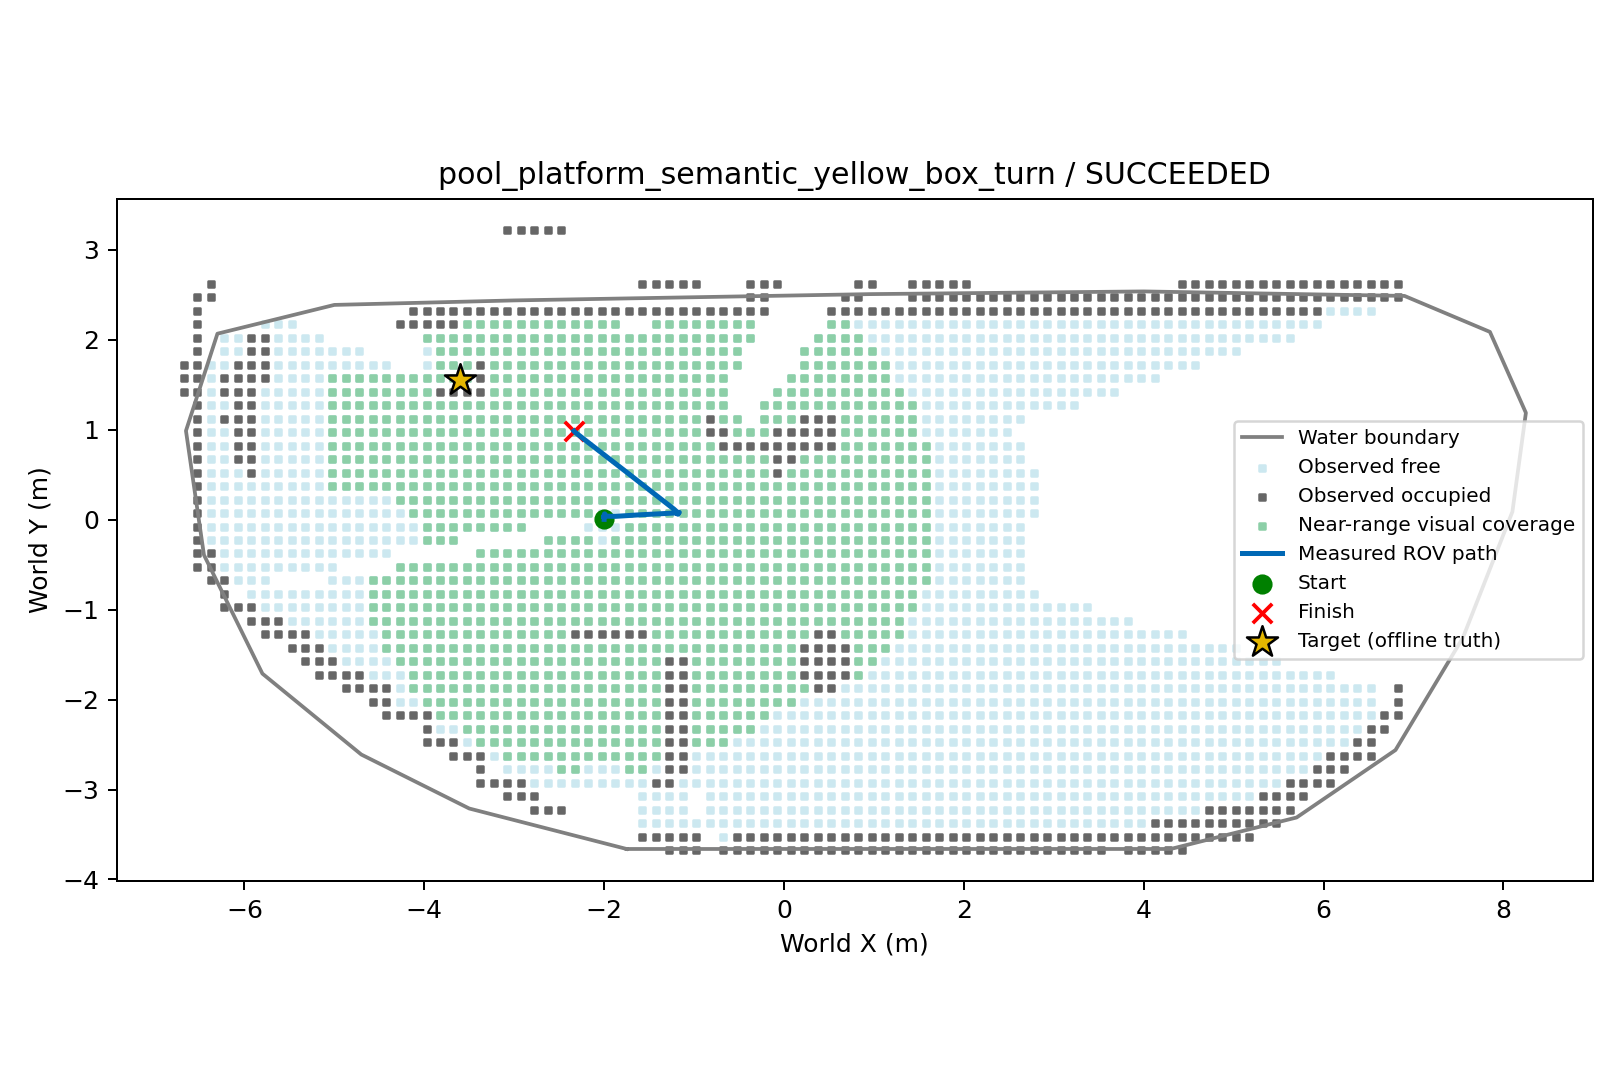 pool_platform_semantic_yellow_box_turn / SUCCEEDED
World Y (m)
3
2
1
0
−1
−2
−3
−4
Water boundary
Observed free
Observed occupied
Near-range visual coverage
Measured ROV path
Start
Finish
Target (offline truth)
−6 −4 −2 0 2 4 6 8
World X (m)